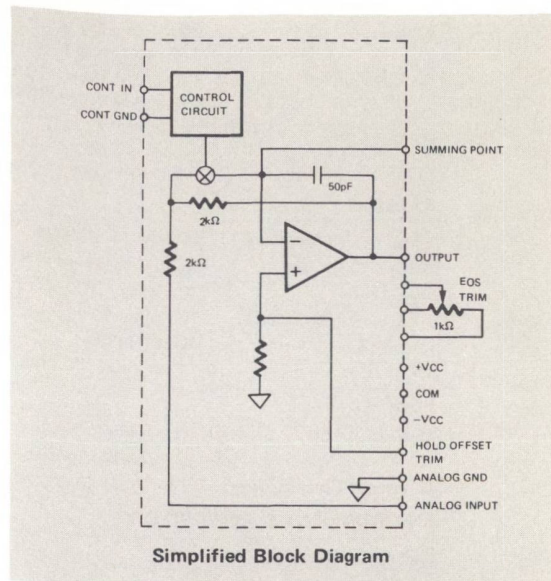 CONT IN
CONT GND
CONTROL
CIRCUIT
SUMMING POINT
50pF
2kΩ
2kΩ
−
+
OUTPUT
EOS
TRIM
1kΩ
+VCC
COM
−VCC
HOLD OFFSET
TRIM
ANALOG GND
ANALOG INPUT
Simplified Block Diagram